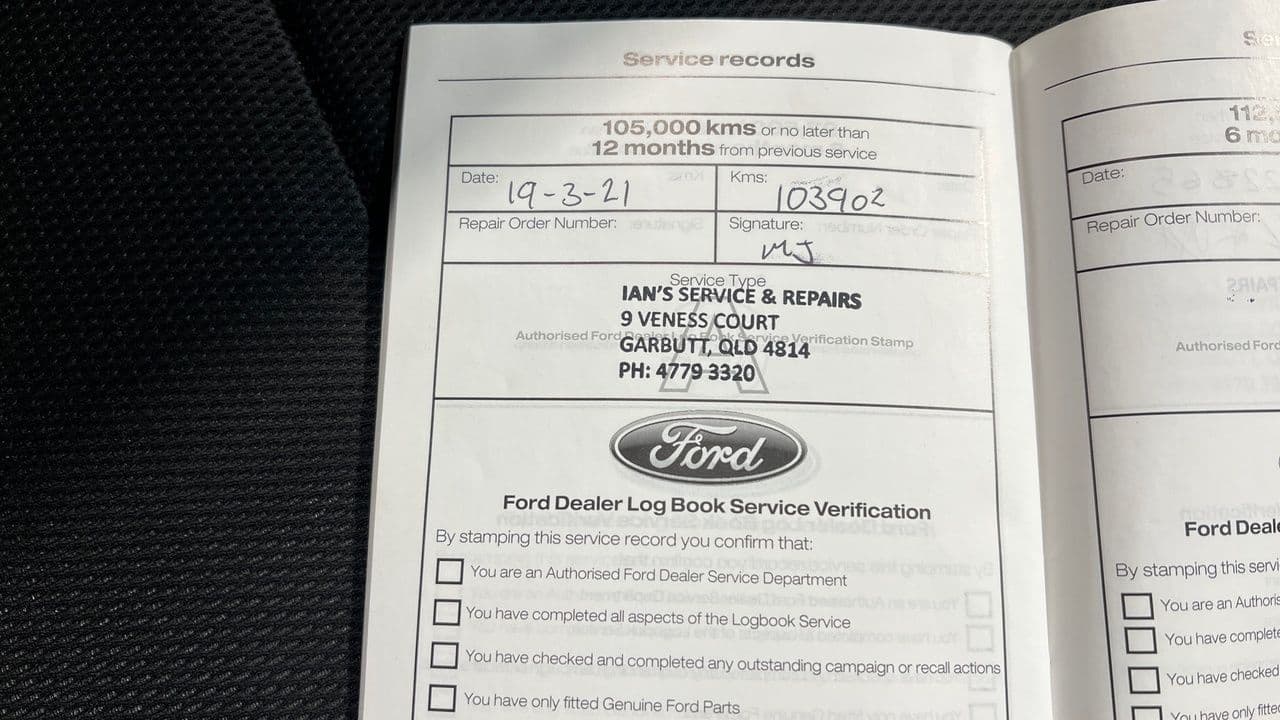 Service records
105,000 kms or no later than
12 months from previous service
Date: 19-3-21
Kms: 103902
Repair Order Number:
Signature: MJ
Service Type
A
IAN'S SERVICE & REPAIRS
9 VENESS COURT
Authorised Ford Dealer Log Book Service Verification Stamp
GARBUTT, QLD 4814
PH: 4779 3320
Ford
Ford Dealer Log Book Service Verification
By stamping this service record you confirm that:
You are an Authorised Ford Dealer Service Department
You have completed all aspects of the Logbook Service
You have checked and completed any outstanding campaign or recall actions
You have only fitted Genuine Ford Parts
112,
6 mo
Date:
Repair Order Number:
Authorised Ford
Ford Deale
By stamping this servi
You are an Authoris
You have complete
You have checked
You have only fitte